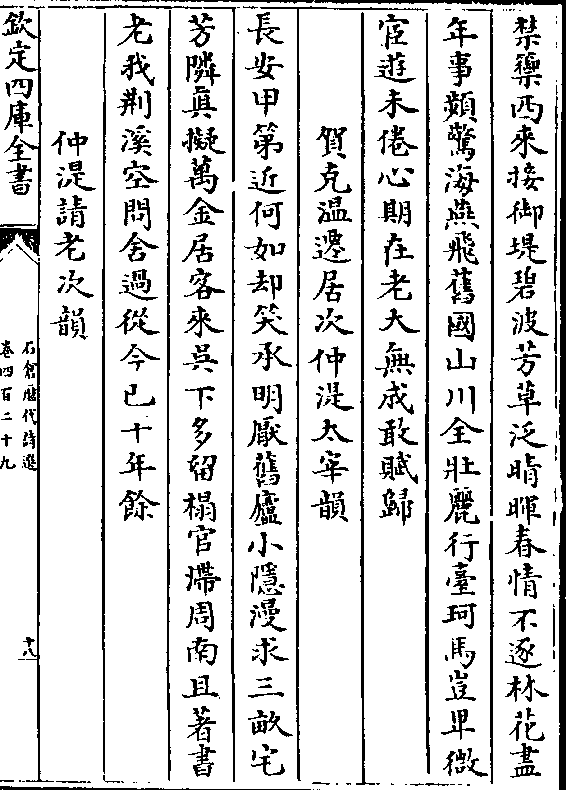 禁藥西來接御堤碧波芳草泛晴暉春情不逐林花盡
年事頻驚海燕飛舊國山川全壯麗行臺珂馬豈卑微
宦遊未倦心期在老大無成敢賦歸
賀克温遷居次仲湜太宰韻
長安甲第近何如却笑承明厭舊廬小隱漫求三畝宅
芳隣真擬萬金居客來吳下多留榻官滯周南且著書
老我荆溪空問舍過從今已十年餘
仲湜請老次韻
欽定四庫全書
石倉歴代詩選
卷四百二十九
十八